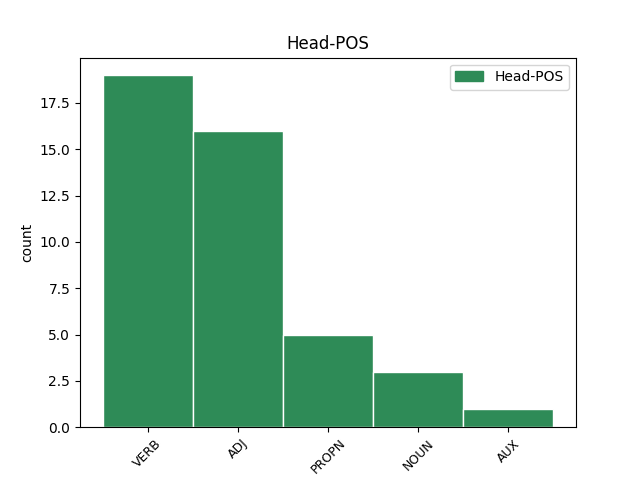 Head-POS
Head-POS
17.5
15.0
12.5
10.0
7.5
5.0
2.5
0.0
count
VERB
ADJ
PROPN
NOUN
AUX